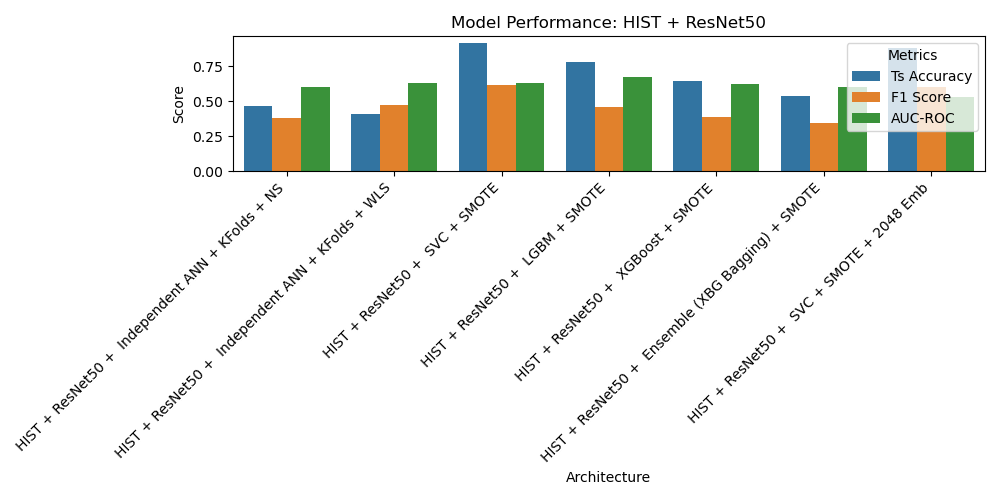 Model Performance: HIST + ResNet50
Score
0.75
0.50
0.25
0.00
Metrics
Ts Accuracy
F1 Score
AUC-ROC
HIST + ResNet50 +  Independent ANN + KFolds + NS
HIST + ResNet50 +  Independent ANN + KFolds + WLS
HIST + ResNet50 +  SVC + SMOTE
HIST + ResNet50 +  LGBM + SMOTE
HIST + ResNet50 +  XGBoost + SMOTE
HIST + ResNet50 +  Ensemble (XBG Bagging) + SMOTE
HIST + ResNet50 +  SVC + SMOTE + 2048 Emb
Architecture